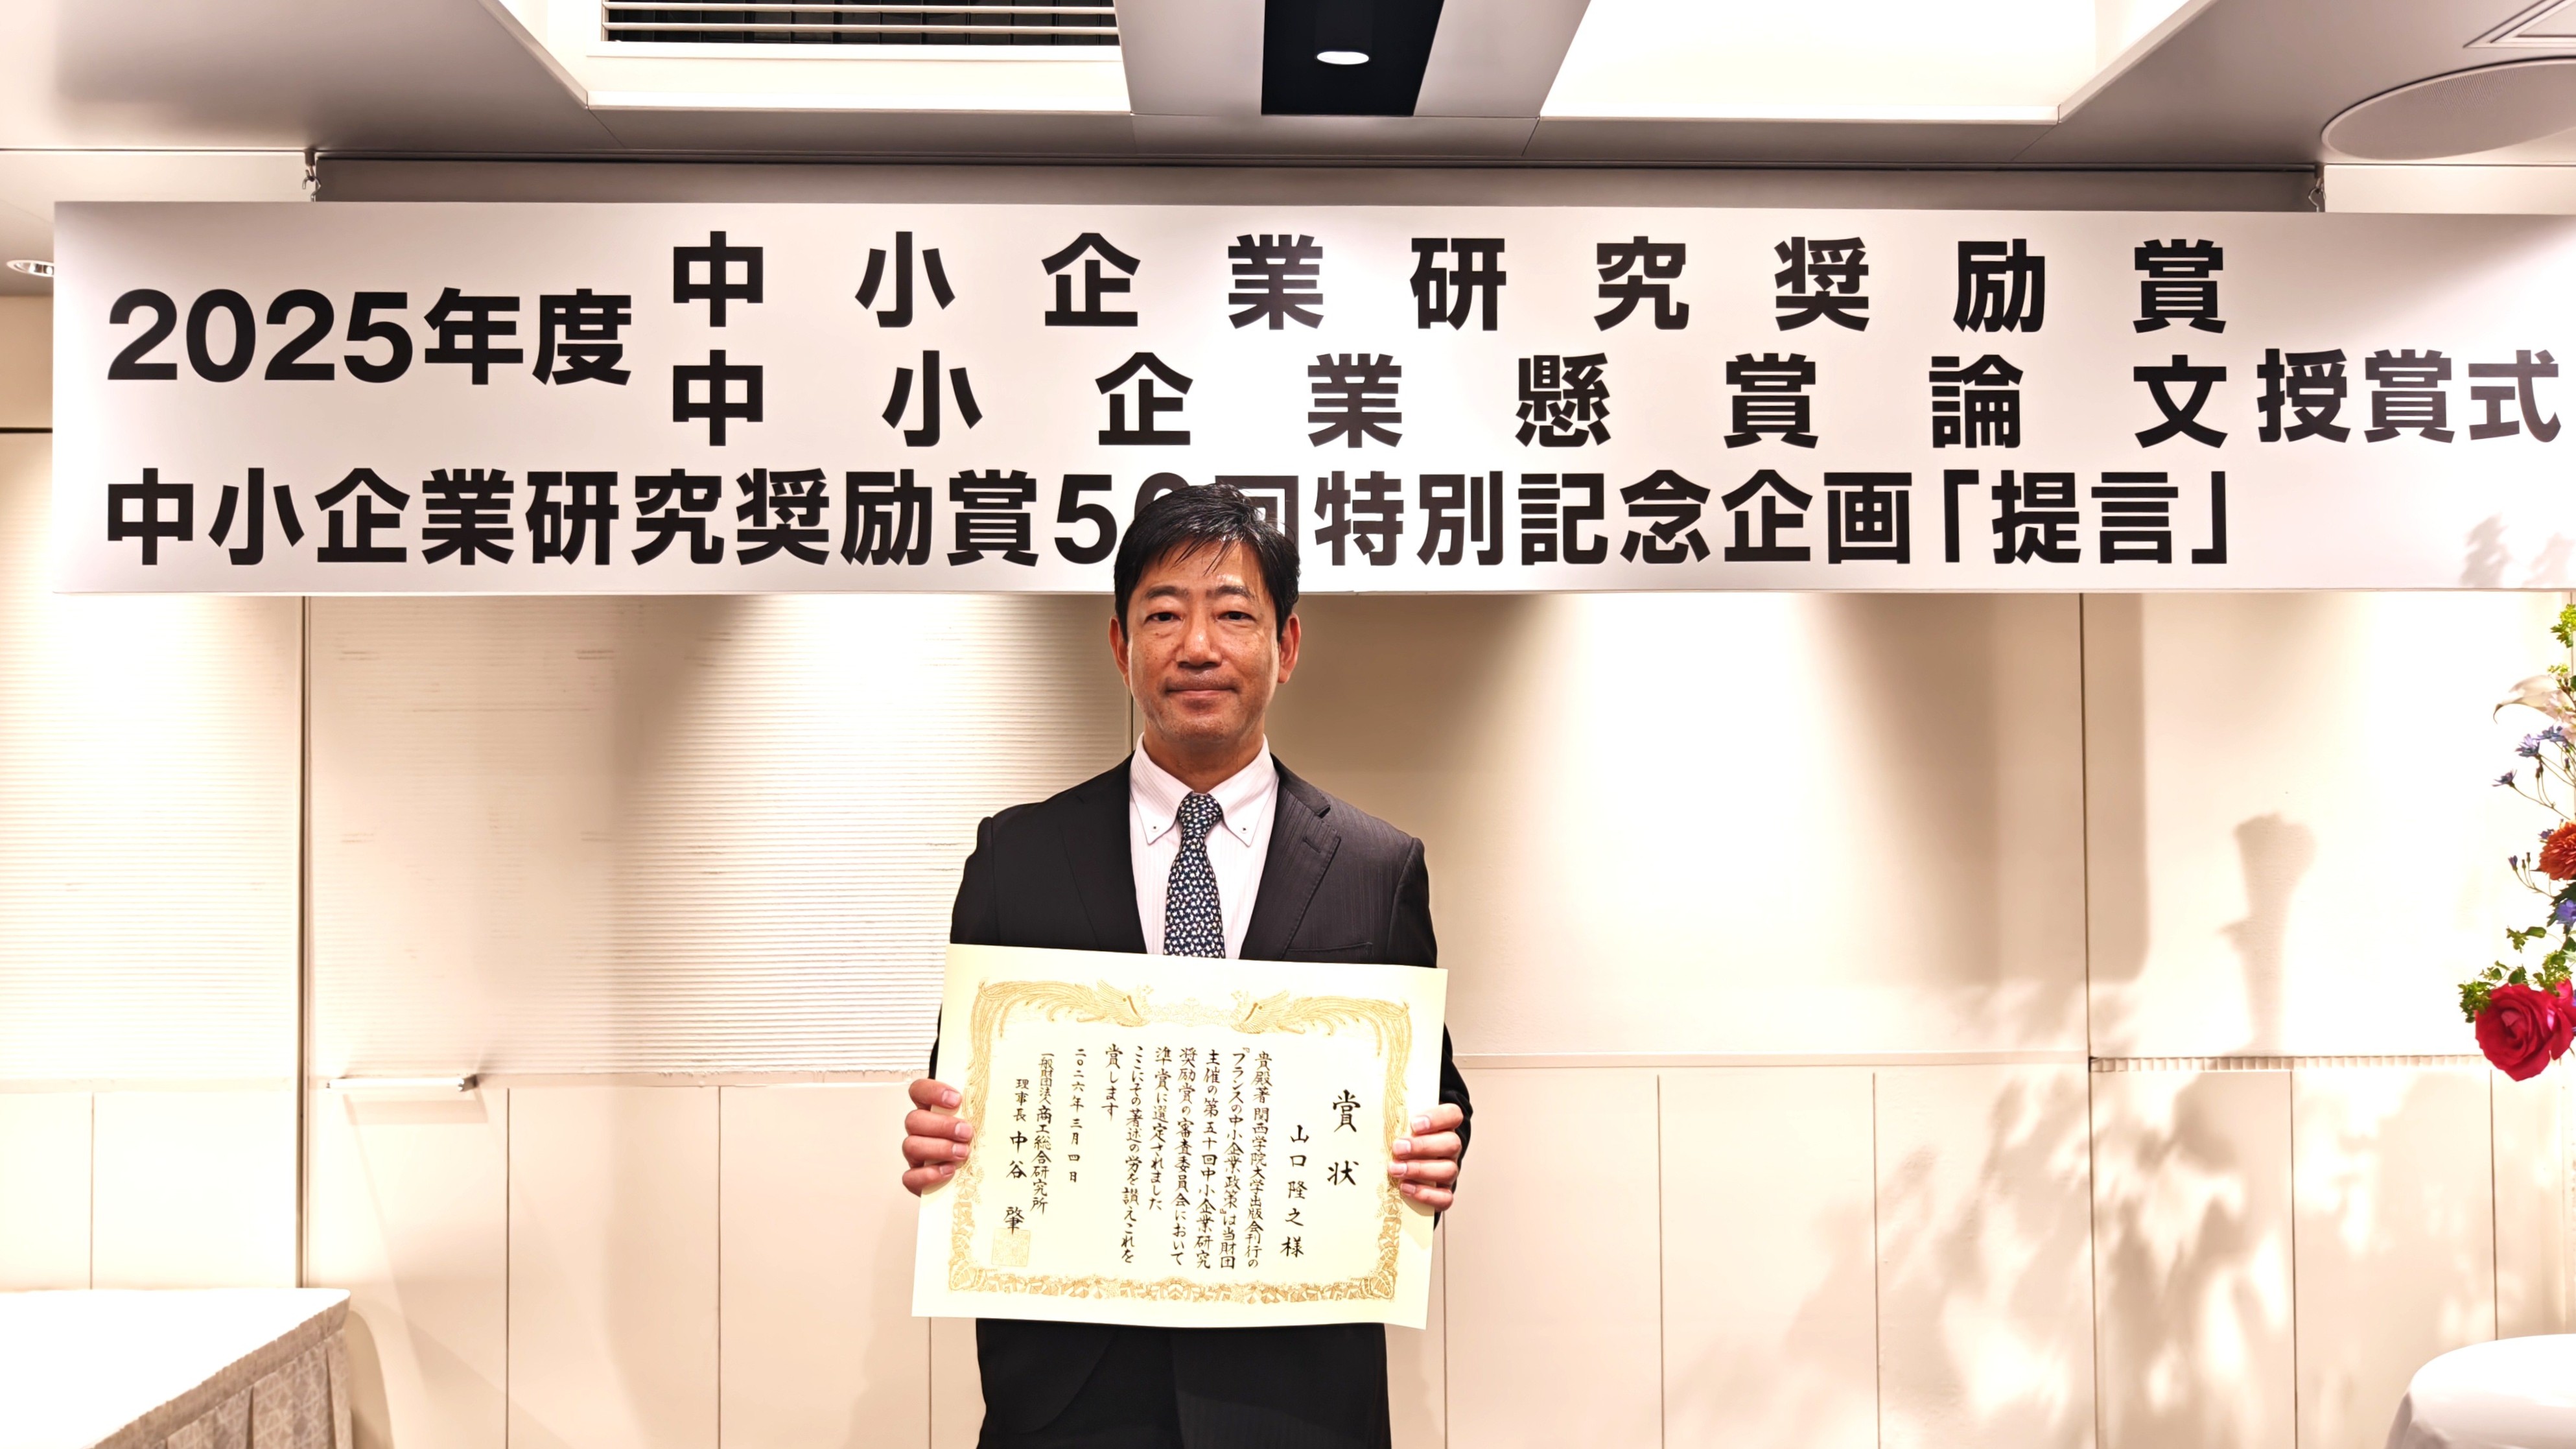 2025年度
中小企業研究奨励賞
中小企業懸賞論文
授賞式
中小企業研究奨励賞50回特別記念企画「提言」
賞状
山口隆之様
貴殿著関西学院大学出版会刊行の
『フランスの中小企業政策』は当財団
主催の第五十回中小企業研究
奨励賞の審査委員会において
準賞に選定されました
ここにその著述の労を讃えこれを
賞します
二〇二六年三月四日
一般財団法人商工総合研究所
理事長 中谷 肇